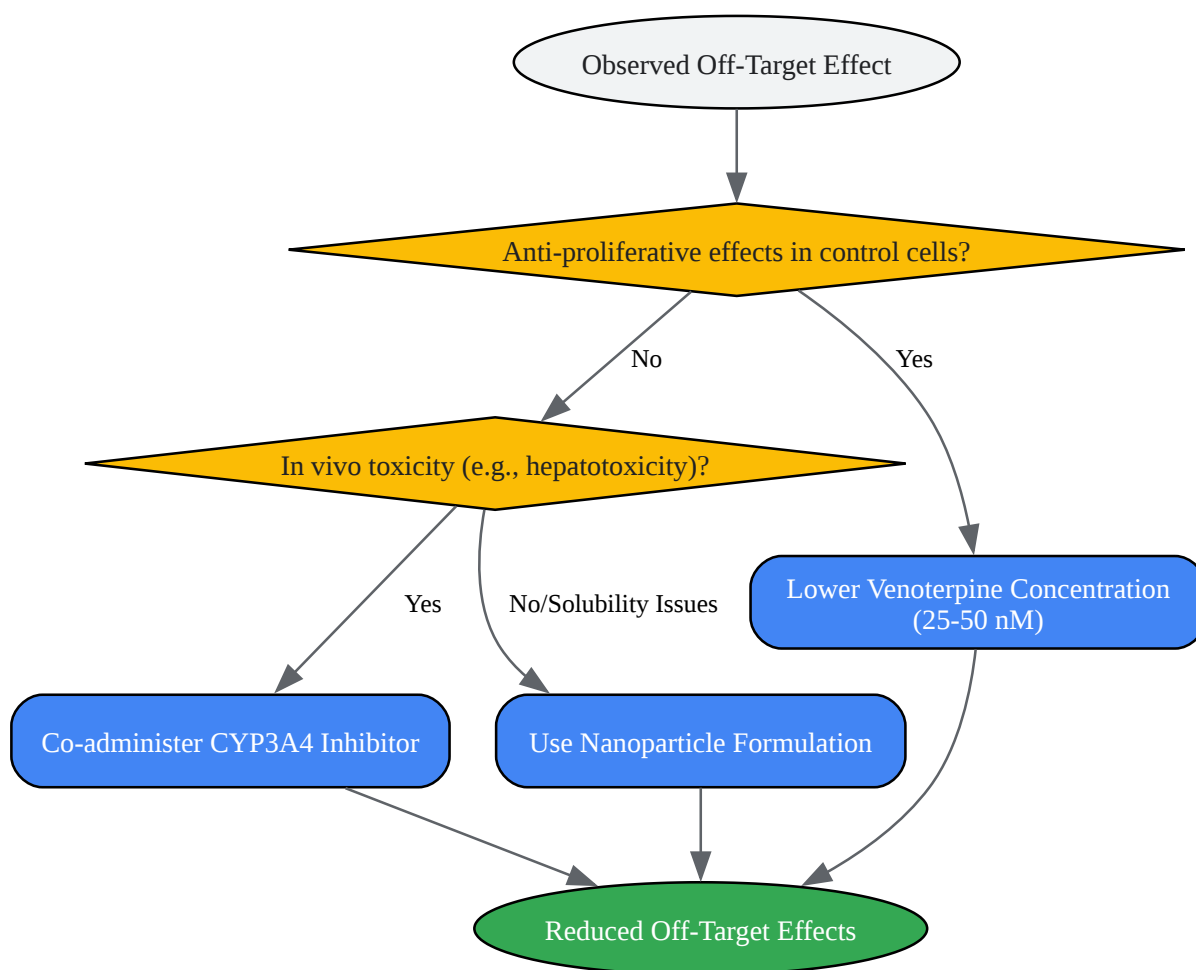 Observed Off-Target Effect
Anti-proliferative effects in control cells?
No
Yes
In vivo toxicity (e.g., hepatotoxicity)?
Yes
No/Solubility Issues
Lower Venoterpine Concentration
(25-50 nM)
Co-administer CYP3A4 Inhibitor
Use Nanoparticle Formulation
Reduced Off-Target Effects